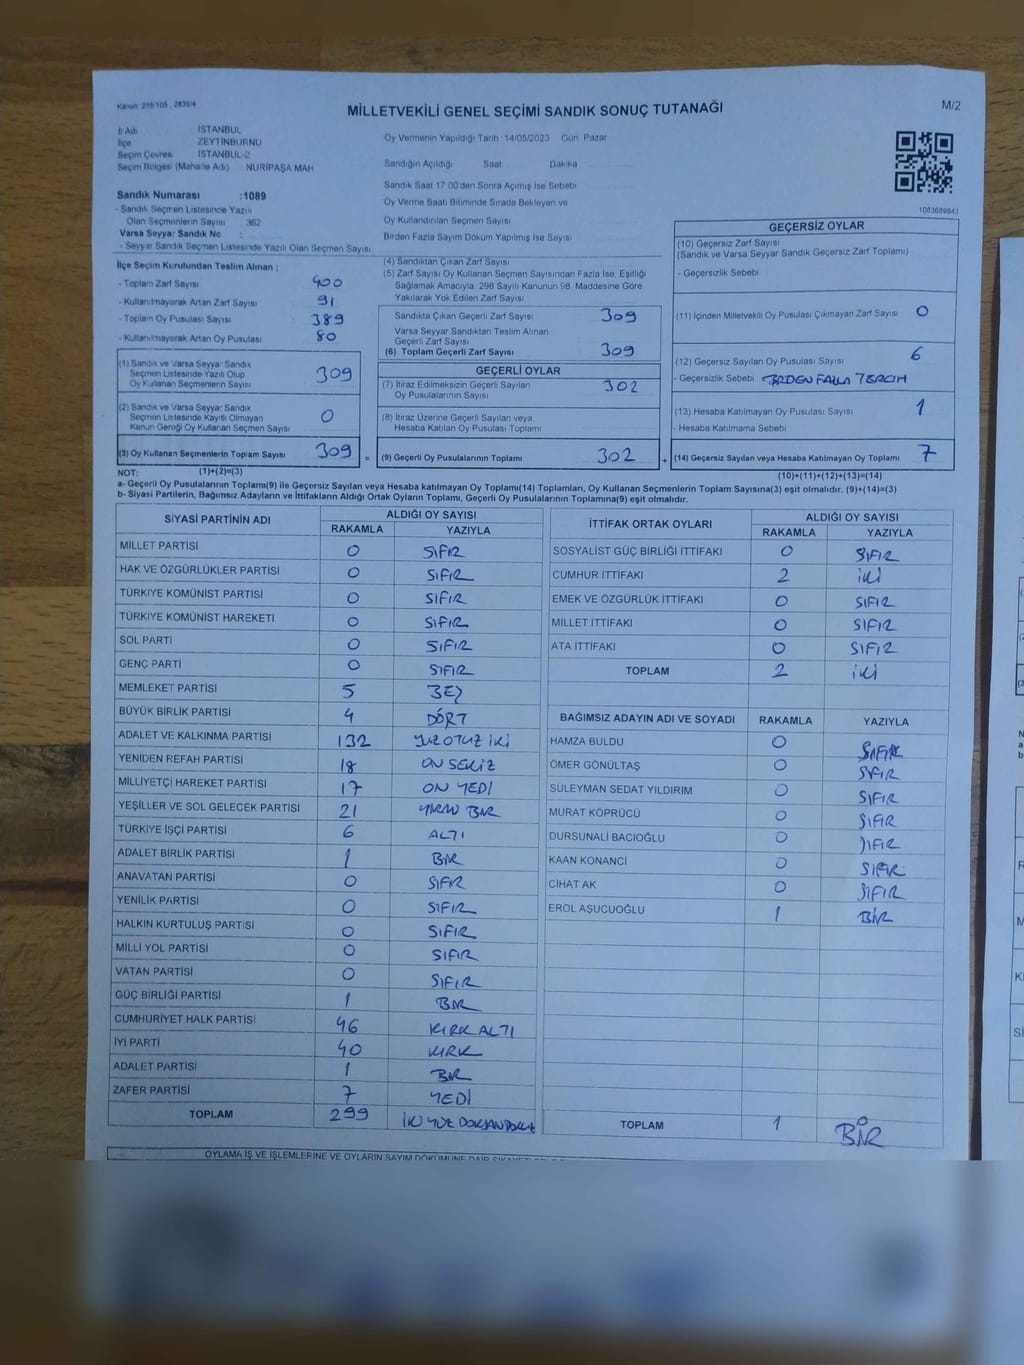 Kanun: 298/105 , 2839/4
MİLLETVEKİLİ GENEL SEÇİMİ SANDIK SONUÇ TUTANAĞI
M/2
İl Adı İSTANBUL
İlçe ZEYTİNBURNU
Seçim Çevresi İSTANBUL-2
Seçim Bölgesi (Mahalle Adı) NURİPAŞA MAH
Sandık Numarası :1089
- Sandık Seçmen Listesinde Yazılı
Olan Seçmenlerin Sayısı 362
Varsa Seyyar Sandık No :
- Seyyar Sandık Seçmen Listesinde Yazılı Olan Seçmen Sayısı
Oy Vermenin Yapıldığı Tarih 14/05/2023 Gün Pazar
Sandığın Açıldığı Saat Dakika
Sandık Saat 17:00'den Sonra Açılmış İse Sebebi
Oy Verme Saati Bitiminde Sırada Bekleyen ve
Oy Kullandırılan Seçmen Sayısı
Birden Fazla Sayım Döküm Yapılmış İse Sayısı
1083689843
İlçe Seçim Kurulundan Teslim Alınan :
- Toplam Zarf Sayısı 400
- Kullanılmayarak Artan Zarf Sayısı 91
- Toplam Oy Pusulası Sayısı 389
- Kullanılmayarak Artan Oy Pusulası 80
(1) Sandık ve Varsa Seyyar Sandık
Seçmen Listesinde Yazılı Olup
Oy Kullanan Seçmenlerin Sayısı 309
(2) Sandık ve Varsa Seyyar Sandık
Seçmen Listesinde Kayıtlı Olmayan
Kanun Gereği Oy Kullanan Seçmen Sayısı 0
(3) Oy Kullanan Seçmenlerin Toplam Sayısı 309
(4) Sandıktan Çıkan Zarf Sayısı
(5) Zarf Sayısı Oy Kullanan Seçmen Sayısından Fazla İse, Eşitliği
Sağlamak Amacıyla, 298 Sayılı Kanunun 98. Maddesine Göre
Yakılarak Yok Edilen Zarf Sayısı
Sandıkta Çıkan Geçerli Zarf Sayısı 309
Varsa Seyyar Sandıktan Teslim Alınan
Geçerli Zarf Sayısı
(6) Toplam Geçerli Zarf Sayısı 309
GEÇERLİ OYLAR
(7) İtiraz Edilmeksizin Geçerli Sayılan
Oy Pusulalarının Sayısı 302
(8) İtiraz Üzerine Geçerli Sayılan veya
Hesaba Katılan Oy Pusulası Toplamı
= (9) Geçerli Oy Pusulalarının Toplamı 302
GEÇERSİZ OYLAR
(10) Geçersiz Zarf Sayısı
(Sandık ve Varsa Seyyar Sandık Geçersiz Zarf Toplamı)
- Geçersizlik Sebebi
(11) İçinden Milletvekili Oy Pusulası Çıkmayan Zarf Sayısı 0
(12) Geçersiz Sayılan Oy Pusulası Sayısı 6
- Geçersizlik Sebebi BİRDEN FAZLA TERCİH
(13) Hesaba Katılmayan Oy Pusulası Sayısı 1
- Hesaba Katılmama Sebebi
+ (14) Geçersiz Sayılan veya Hesaba Katılmayan Oy Toplamı 7
NOT: (1)+(2)=(3)
(10)+(11)+(12)+(13)=(14)
a- Geçerli Oy Pusulalarının Toplamı(9) ile Geçersiz Sayılan veya Hesaba katılmayan Oy Toplamı(14) Toplamları, Oy Kullanan Seçmenlerin Toplam Sayısına(3) eşit olmalıdır. (9)+(14)=(3)
b- Siyasi Partilerin, Bağımsız Adayların ve İttifakların Aldığı Ortak Oyların Toplamı, Geçerli Oy Pusulalarının Toplamına(9) eşit olmalıdır.
SİYASİ PARTİNİN ADI ALDIĞI OY SAYISI
RAKAMLA YAZIYLA
MİLLET PARTİSİ 0 SIFIR
HAK VE ÖZGÜRLÜKLER PARTİSİ 0 SIFIR
TÜRKİYE KOMÜNİST PARTİSİ 0 SIFIR
TÜRKİYE KOMÜNİST HAREKETİ 0 SIFIR
SOL PARTİ 0 SIFIR
GENÇ PARTİ 0 SIFIR
MEMLEKET PARTİSİ 5 BEŞ
BÜYÜK BİRLİK PARTİSİ 4 DÖRT
ADALET VE KALKINMA PARTİSİ 132 YÜZ OTUZ İKİ
YENİDEN REFAH PARTİSİ 18 ON SEKİZ
MİLLİYETÇİ HAREKET PARTİSİ 17 ON YEDİ
YEŞİLLER VE SOL GELECEK PARTİSİ 21 YİRMİ BİR
TÜRKİYE İŞÇİ PARTİSİ 6 ALTI
ADALET BİRLİK PARTİSİ 1 BİR
ANAVATAN PARTİSİ 0 SIFIR
YENİLİK PARTİSİ 0 SIFIR
HALKIN KURTULUŞ PARTİSİ 0 SIFIR
MİLLİ YOL PARTİSİ 0 SIFIR
VATAN PARTİSİ 0 SIFIR
GÜÇ BİRLİĞİ PARTİSİ 1 BİR
CUMHURİYET HALK PARTİSİ 46 KIRK ALTI
İYİ PARTİ 40 KIRK
ADALET PARTİSİ 1 BİR
ZAFER PARTİSİ 7 YEDİ
TOPLAM 299 İKİ YÜZ DOKSAN DOKUZ
İTTİFAK ORTAK OYLARI ALDIĞI OY SAYISI
RAKAMLA YAZIYLA
SOSYALİST GÜÇ BİRLİĞİ İTTİFAKI 0 SIFIR
CUMHUR İTTİFAKI 2 İKİ
EMEK VE ÖZGÜRLÜK İTTİFAKI 0 SIFIR
MİLLET İTTİFAKI 0 SIFIR
ATA İTTİFAKI 0 SIFIR
TOPLAM 2 İKİ
BAĞIMSIZ ADAYIN ADI VE SOYADI RAKAMLA YAZIYLA
HAMZA BULDU 0 SIFIR
ÖMER GÖNÜLTAŞ 0 SIFIR
SÜLEYMAN SEDAT YILDIRIM 0 SIFIR
MURAT KÖPRÜCÜ 0 SIFIR
DURSUNALİ BACIOĞLU 0 SIFIR
KAAN KONANCİ 0 SIFIR
CİHAT AK 0 SIFIR
EROL AŞUCUOĞLU 1 BİR
TOPLAM 1 BİR